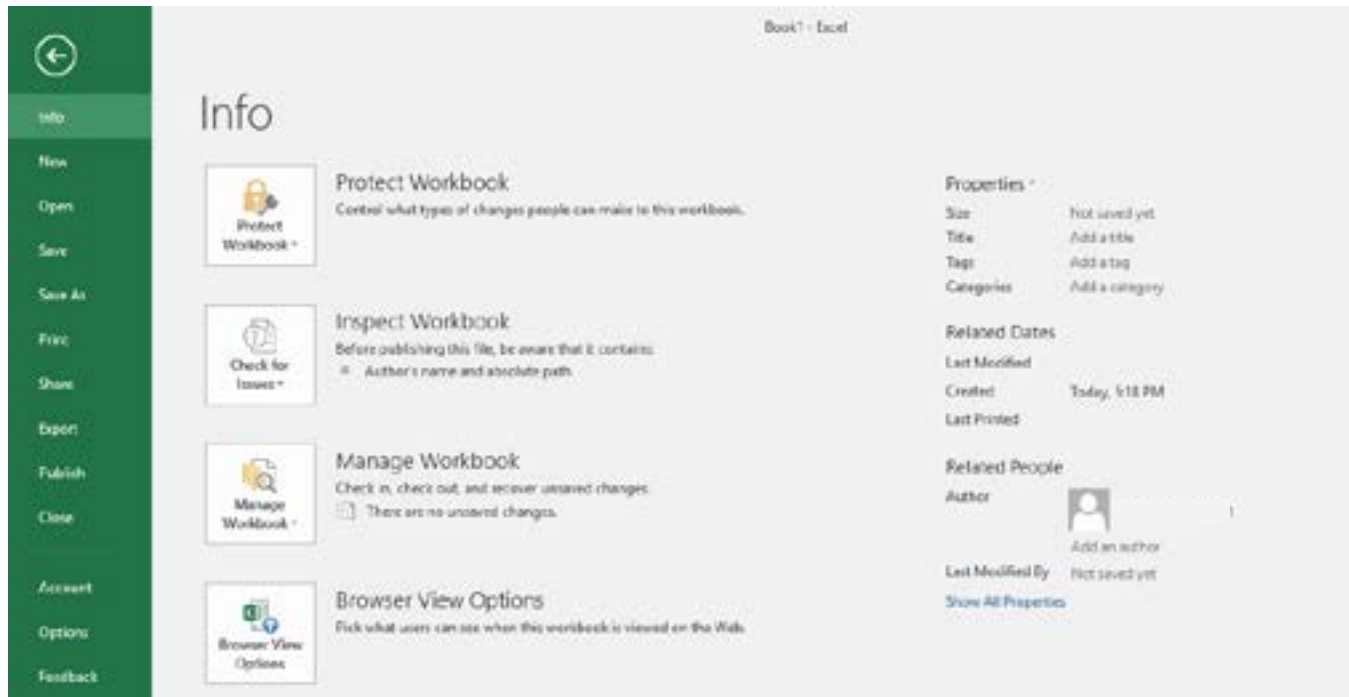 Book1 - Excel
Info
New
Open
Save
Save As
Print
Share
Export
Publish
Close
Account
Options
Feedback
Info
Protect Workbook
Protect Workbook
Control what types of changes people can make to this workbook.
Check for Issues
Inspect Workbook
Before publishing this file, be aware that it contains:
Author's name and absolute path
Manage Workbook
Manage Workbook
Check in, check out, and recover unsaved changes.
There are no unsaved changes.
Browser View Options
Browser View Options
Pick what users can see when this workbook is viewed on the Web.
Properties
Size Not saved yet
Title Add a title
Tags Add a tag
Categories Add a category
Related Dates
Last Modified
Created Today, 5:18 PM
Last Printed
Related People
Author
Add an author
Last Modified By Not saved yet
Show All Properties